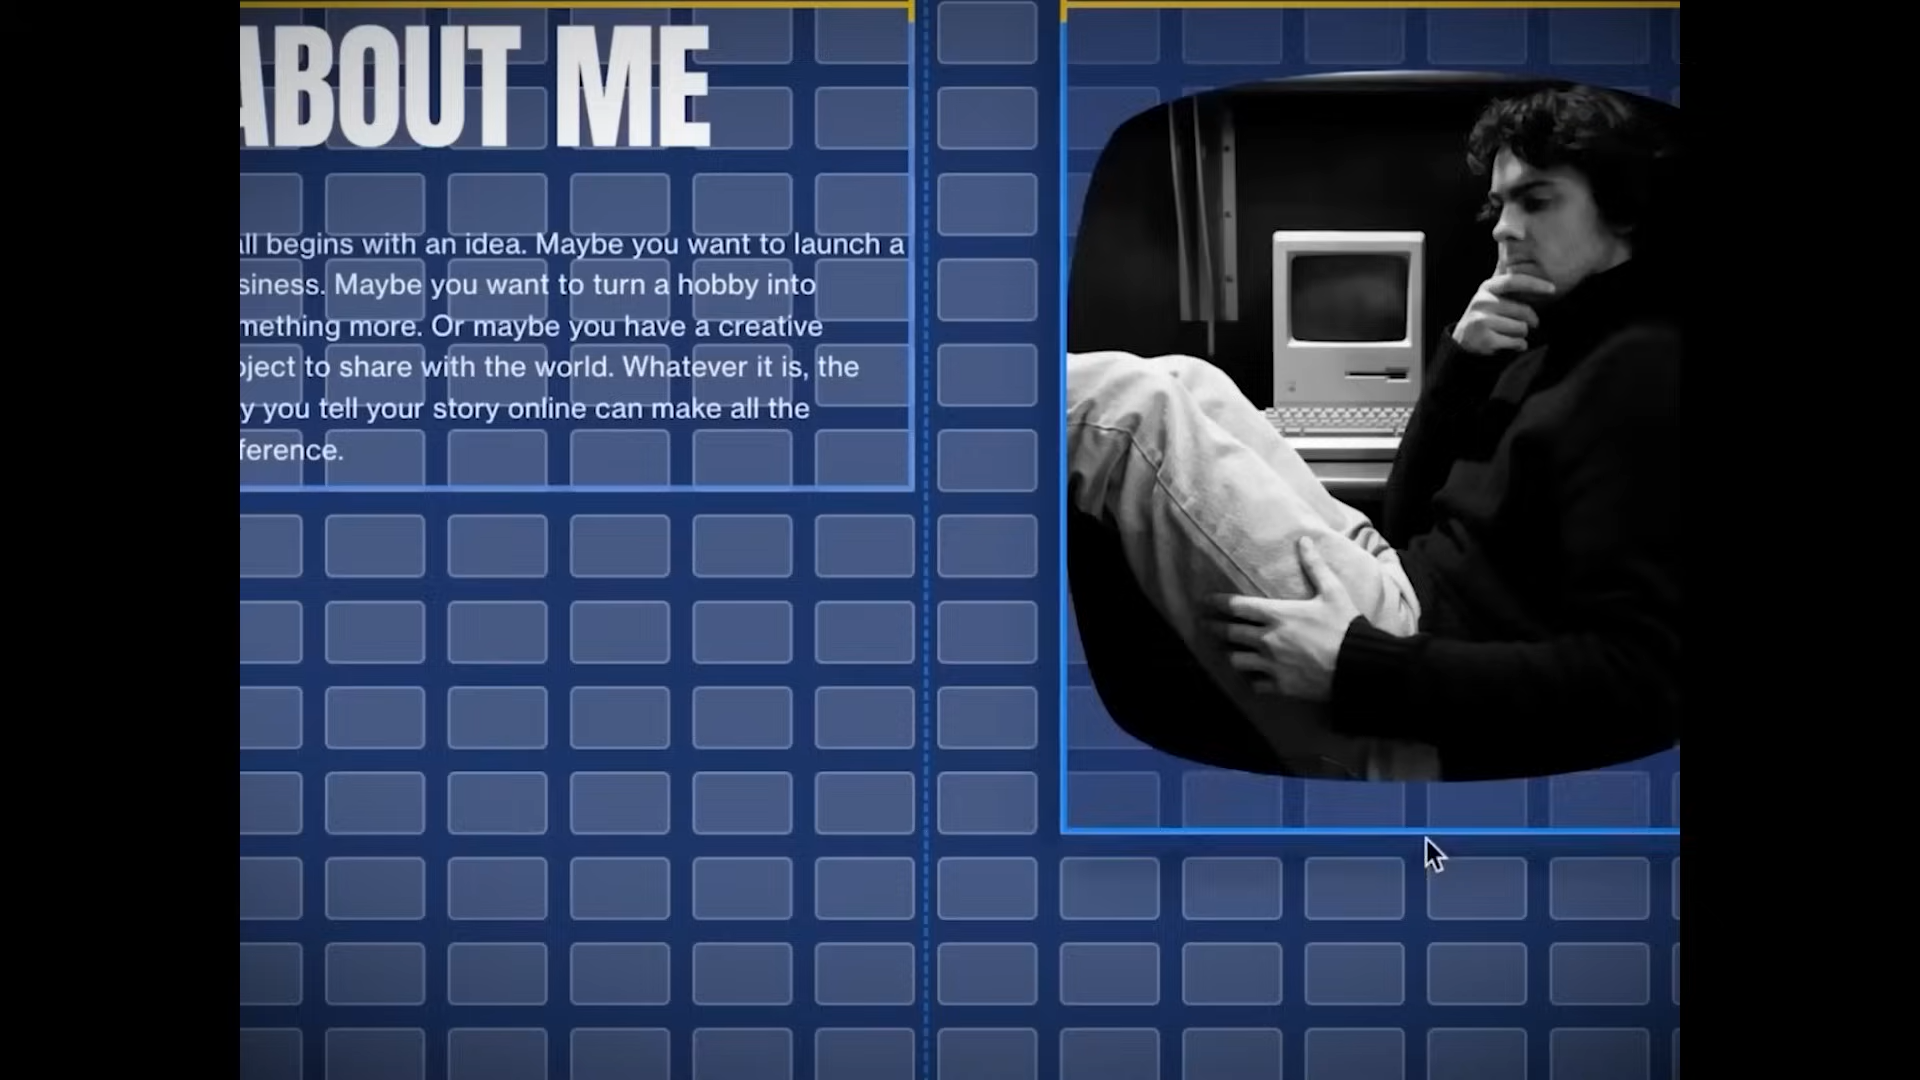 ABOUT ME
all begins with an idea. Maybe you want to launch a
siness. Maybe you want to turn a hobby into
mething more. Or maybe you have a creative
oject to share with the world. Whatever it is, the
y you tell your story online can make all the
ference.